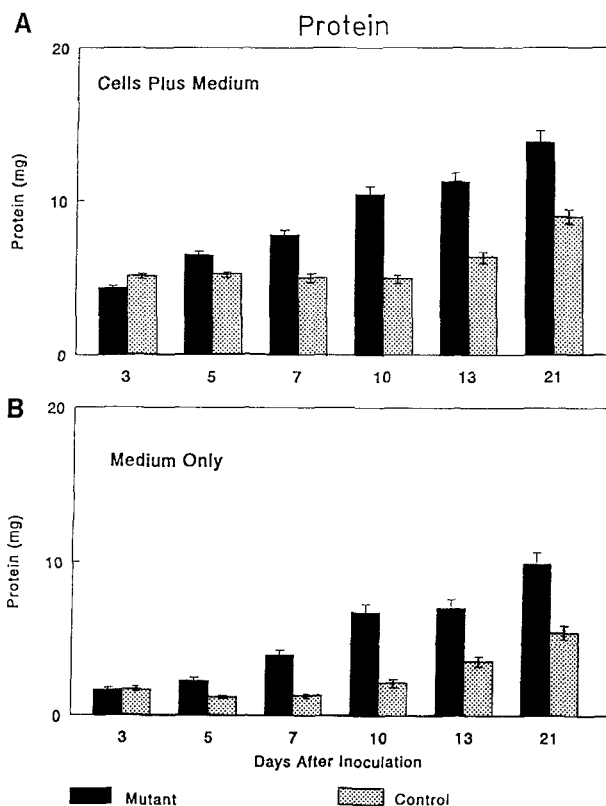 A
Protein
20
Cells Plus Medium
Protein (mg)
10
0
3 5 7 10 13 21
B
20
Medium Only
Protein (mg)
10
0
3 5 7 10 13 21
Days After Inoculation
Mutant Control